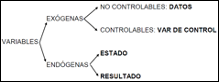 NO CONTROLABLES: DATOS
EXÓGENAS
CONTROLABLES: VAR DE CONTROL
VARIABLES
ESTADO
ENDÓGENAS
RESULTADO